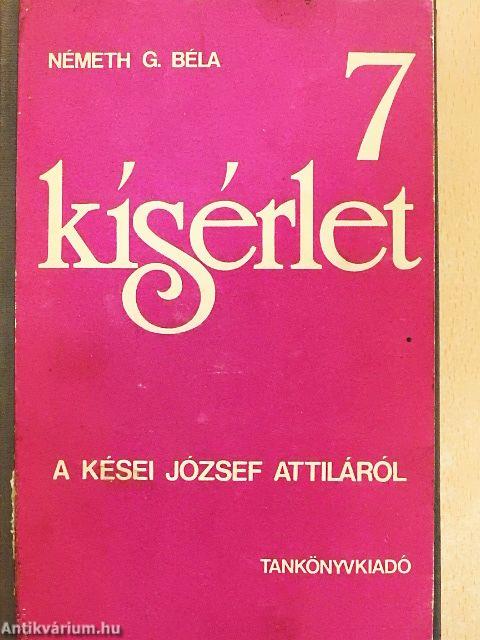 NÉMETH G. BÉLA
7
kísérlet
A KÉSEI JÓZSEF ATTILÁRÓL
TANKÖNYVKIADÓ
Antikvárium.hu